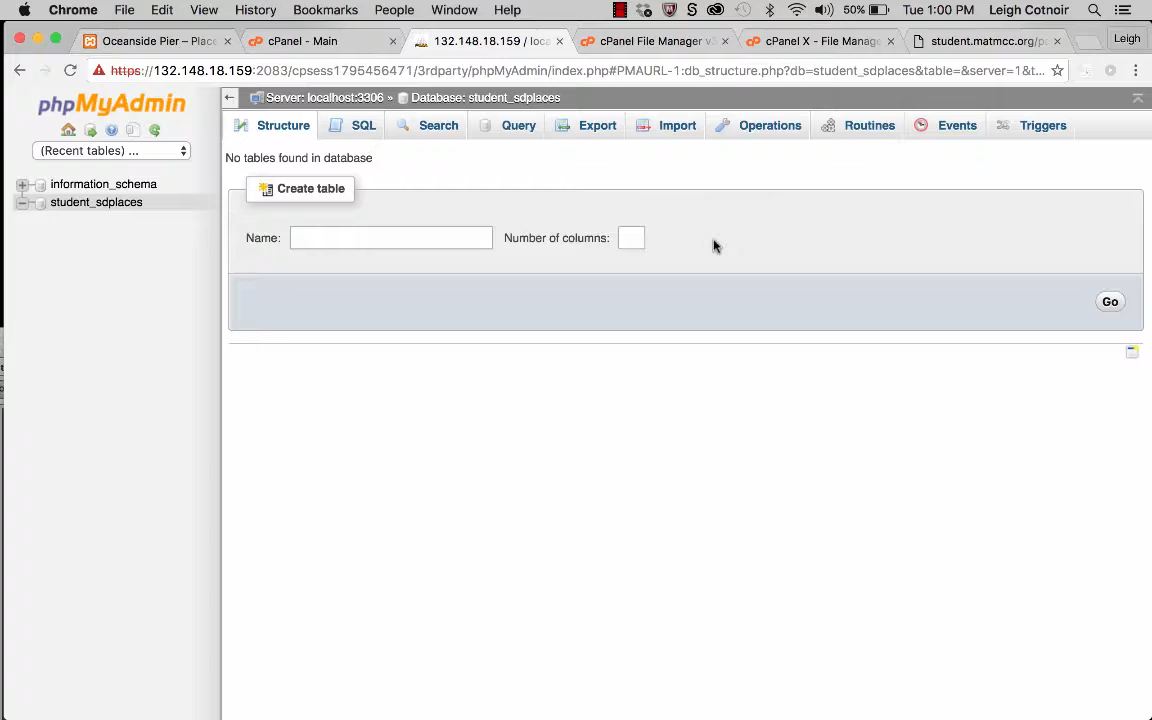 Chrome File Edit View History Bookmarks People Window Help 50% Tue 1:00 PM Leigh Cotnoir
Oceanside Pier – Place cPanel - Main 132.148.18.159 / loca cPanel File Manager v3 cPanel X - File Manage student.matmcc.org/pa Leigh
https://132.148.18.159:2083/cpsess1795456471/3rdparty/phpMyAdmin/index.php#PMAURL-1:db_structure.php?db=student_sdplaces&table=&server=1&t...
phpMyAdmin
Server: localhost:3306 » Database: student_sdplaces
Structure SQL Search Query Export Import Operations Routines Events Triggers
(Recent tables) ...
No tables found in database
information_schema
student_sdplaces
Create table
Name: Number of columns:
Go